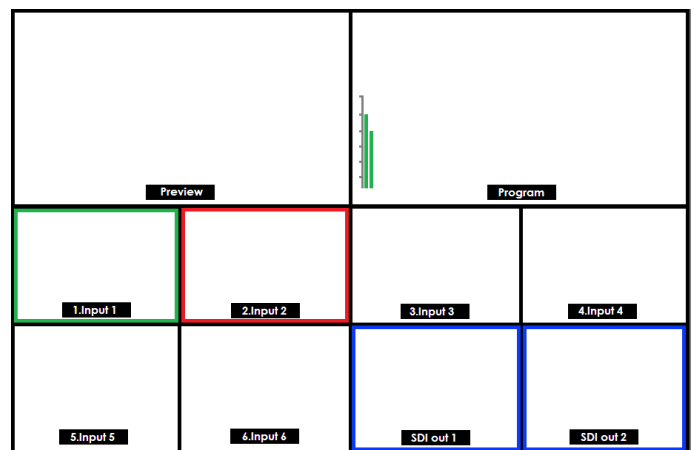 Preview
Program
1.Input 1
2.Input 2
3.Input 3
4.Input 4
5.Input 5
6.Input 6
SDI out 1
SDI out 2